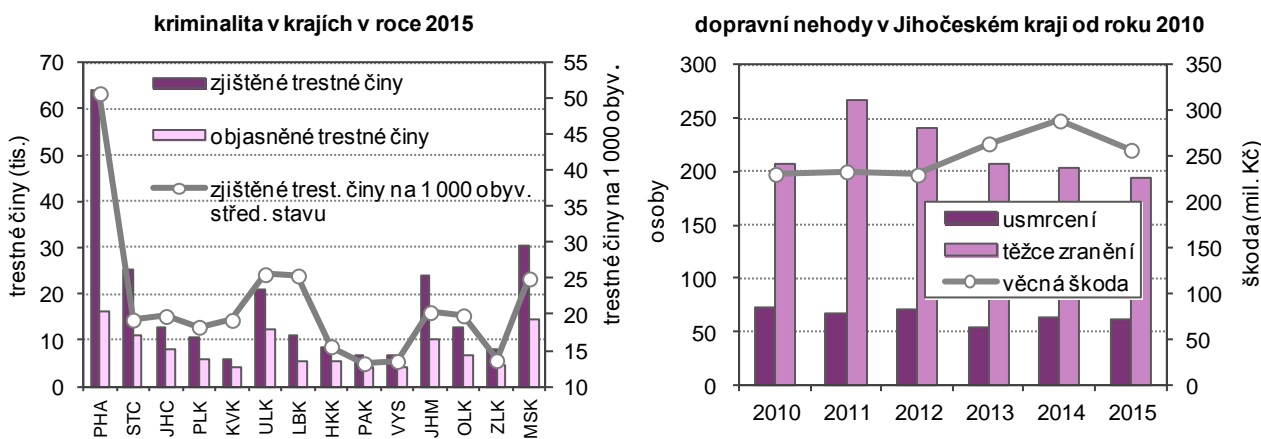 kriminalita v krajích v roce 2015
trestné činy (tis.)
70
60
50
40
30
20
10
0
zjištěné trestné činy
objasněné trestné činy
zjištěné trest. činy na 1 000 obyv.
střed. stavu
55
50
45
40
35
30
25
20
15
10
trestné činy na 1 000 obyv.
PHA
STC
JHC
PLK
KVK
ULK
LBK
HKK
PAK
VYS
JHM
OLK
ZLK
MSK
dopravní nehody v Jihočeském kraji od roku 2010
osoby
300
250
200
150
100
50
0
usmrcení
těžce zranění
věcná škoda
350
300
250
200
150
100
50
0
škoda(mil. Kč)
2010 2011 2012 2013 2014 2015